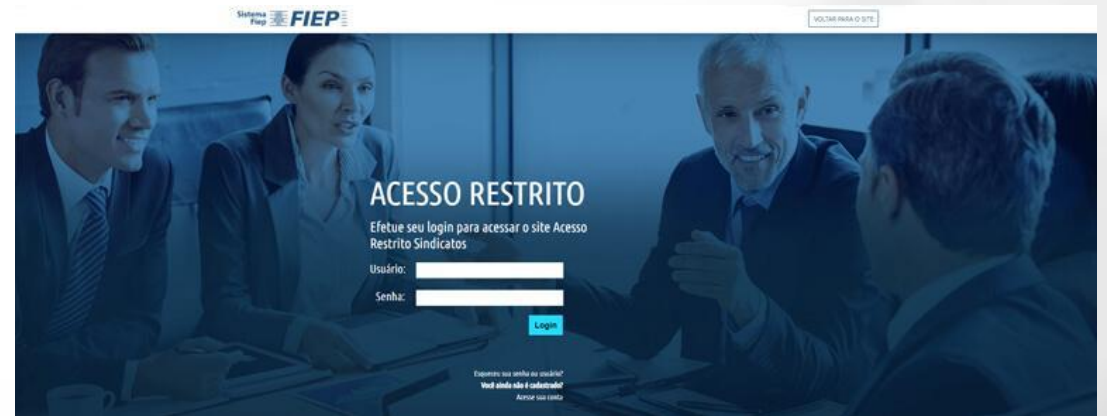 Sistema
Fiep
FIEP
VOLTAR PARA O SITE
ACESSO RESTRITO
Efetue seu login para acessar o site Acesso
Restrito Sindicatos
Usuário:
Senha:
Login
Esqueceu sua senha ou usuário?
Você ainda não é cadastrado?
Acesse sua conta